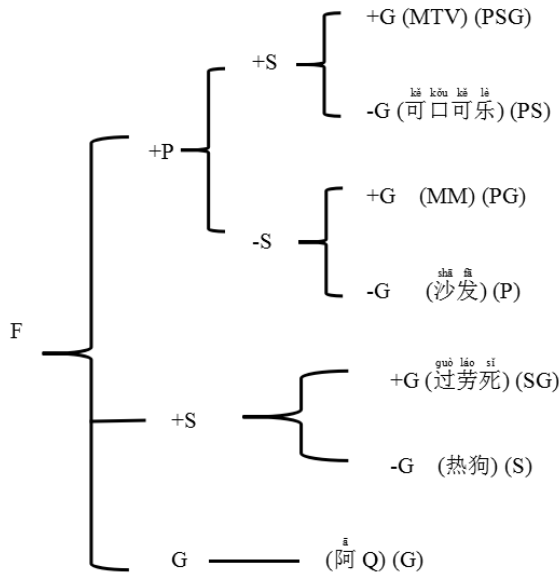 +G (MTV) (PSG)
+S
kě kǒu kě lè
-G (可口可乐) (PS)
+P
+G (MM) (PG)
-S
shā fā
-G (沙发) (P)
F
guò láo sǐ
+G (过劳死) (SG)
+S
-G (热狗) (S)
ā
G (阿 Q) (G)